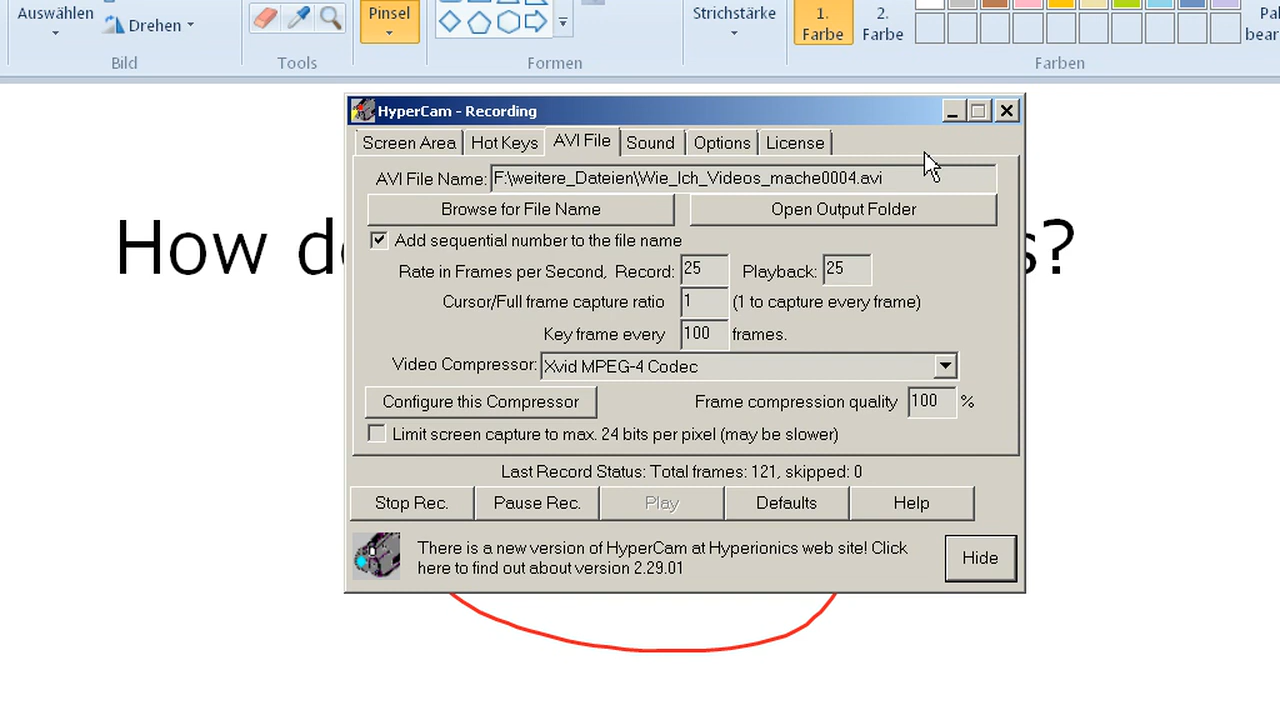 Auswählen
Drehen
Pinsel
Strichstärke
1.
Farbe
2.
Farbe
Bild
Tools
Formen
Farben
HyperCam - Recording
Screen Area
Hot Keys
AVI File
Sound
Options
License
AVI File Name: F:\weitere_Dateien\Wie_Ich_Videos_mache0004.avi
Browse for File Name
Open Output Folder
Add sequential number to the file name
Rate in Frames per Second, Record: 25 Playback: 25
Cursor/Full frame capture ratio 1 (1 to capture every frame)
Key frame every 100 frames.
Video Compressor: Xvid MPEG-4 Codec
Configure this Compressor
Frame compression quality 100 %
Limit screen capture to max. 24 bits per pixel (may be slower)
Last Record Status: Total frames: 121, skipped: 0
Stop Rec.
Pause Rec.
Play
Defaults
Help
There is a new version of HyperCam at Hyperionics web site! Click
here to find out about version 2.29.01
Hide
How